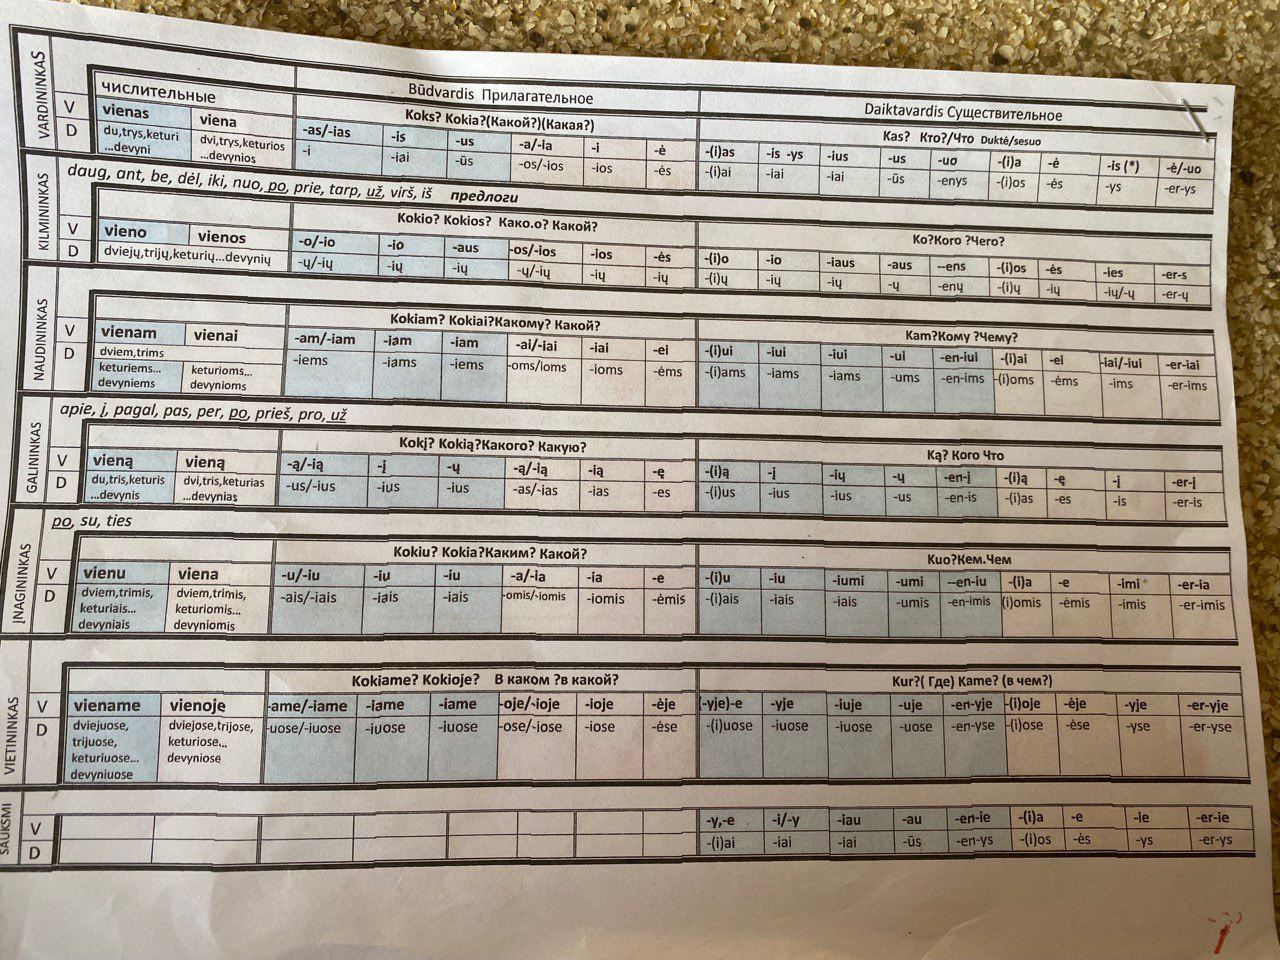 VARDININKAS
числительные Būdvardis Прилагательное Daiktavardis Существительное
V vienas viena Koks? Kokia?(Какой?)(Какая?) Kas? Кто?/Что Duktė/sesuo
D du,trys,keturi ...devyni dvi,trys,keturios ...devynios
-as/-ias -is -us -a/-ia -i -ė -(i)as -is -ys -ius -us -uo -(i)a -ė -is (*) -ė/-uo
-i -iai -ūs -os/-ios -ios -ės -(i)ai -iai -iai -ūs -enys -(i)os -ės -ys -er-ys
KILMININKAS
daug, ant, be, dėl, iki, nuo, po, prie, tarp, už, virš, iš предлоги
Kokio? Kokios? Како.о? Какой? Ko?Кого ?Чего?
V vieno vienos -o/-io -io -aus -os/-ios -ios -ės -(i)o -io -iaus -aus --ens -(i)os -ės -ies -er-s
D dviejų,trijų,keturių...devynių -ų/-ių -ių -ių -ų/-ių -ių -ių -(i)ų -ių -ių -ų -enų -(i)ų -ių -ių/-ų -er-ų
NAUDININKAS
Kokiam? Kokiai?Какому? Какой? Kam?Кому ?Чему?
V vienam vienai -am/-iam -iam -iam -ai/-iai -iai -ei -(i)ui -iui -iui -ui -en-iui -(i)ai -ei -iai/-iui -er-iai
D dviem,trims -iems -iams -iems -oms/ioms -ioms -ėms -(i)ams -iams -iams -ums -en-ims -(i)oms -ėms -ims -er-ims
keturiems... keturioms...
devyniems devynioms
GALININKAS
apie, į, pagal, pas, per, po, prieš, pro, už
Kokį? Kokią?Какого? Какую? Ką? Кого Что
V vieną vieną -ą/-ią -į -ų -ą/-ią -ią -ę -(i)ą -į -ių -ų -en-į -(i)ą -ę -į -er-į
D du,tris,keturis dvi,tris,keturias -us/-ius -ius -ius -as/-ias -ias -es -(i)us -ius -ius -us -en-is -(i)as -es -is -er-is
...devynis ...devynias
ĮNAGININKAS
po, su, ties
Kokiu? Kokia?Каким? Какой? Kuo?Кем.Чем
V vienu viena -u/-iu -iu -iu -a/-ia -ia -e -(i)u -iu -iumi -umi --en-iu -(i)a -e -imi -er-ia
D dviem,trimis, dviem,trimis, -ais/-iais -iais -iais -omis/-iomis -iomis -ėmis -(i)ais -iais -iais -umis -en-imis (i)omis -ėmis -imis -er-imis
keturiais... keturiomis...
devyniais devyniomis
VIETININKAS
Kokiame? Kokioje? В каком ?в какой? Kur?( Где) Kame? (в чем?)
V viename vienoje -ame/-iame -iame -iame -oje/-ioje -ioje -ėje (-yje)-e -yje -iuje -uje -en-yje -(i)oje -ėje -yje -er-yje
D dviejuose, dviejose,trijose, -uose/-iuose -iuose -iuose -ose/-iose -iose -ėse -(i)uose -iuose -iuose -uose -en-yse -(i)ose -ėse -yse -er-yse
trijuose, keturiose...
keturiuose... devyniose
devyniuose
ŠAUKSMI
V -y,-e -i/-y -iau -au -en-ie -(i)a -e -ie -er-ie
D -(i)ai -iai -iai -ūs -en-ys -(i)os -ės -ys -er-ys